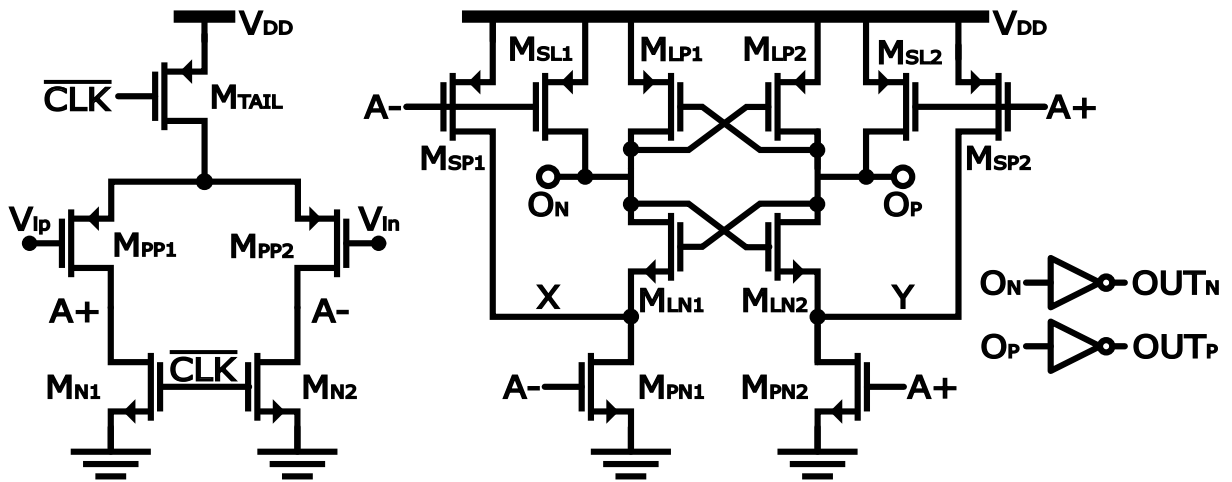 VDD
CLK
MTAIL
VIp
VIn
MPP1
MPP2
A+
A-
MN1
CLK
MN2
VDD
MSL1
MLP1
MLP2
MSL2
A-
A+
MSP1
MSP2
ON
OP
MLN1
MLN2
X
Y
A-
MPN1
MPN2
A+
ON
OUTN
OP
OUTP